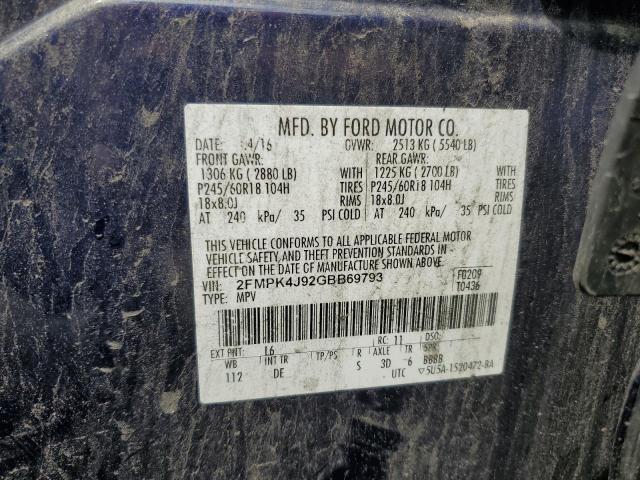 MFD. BY FORD MOTOR CO.
DATE: 4/16 GVWR: 2513 KG ( 5540 LB)
FRONT GAWR: REAR GAWR:
1306 KG ( 2880 LB) WITH 1225 KG ( 2700 LB) WITH
P245/60R18 104H TIRES P245/60R18 104H TIRES
18x8.0J RIMS 18x8.0J RIMS
AT 240 kPa/ 35 PSI COLD AT 240 kPa/ 35 PSI COLD
THIS VEHICLE CONFORMS TO ALL APPLICABLE FEDERAL MOTOR
VEHICLE SAFETY, AND THEFT PREVENTION STANDARDS IN
EFFECT ON THE DATE OF MANUFACTURE SHOWN ABOVE.
VIN: 2FMPK4J92GBB69793 F0209
TYPE: MPV T0436
EXT PNT: 16 RC: 11 DSO:
WB INT TR TP/PS R AXLE TR SPR
112 DE S 3D 6 BBBB
UTC ▽5U5A-1520472-BA